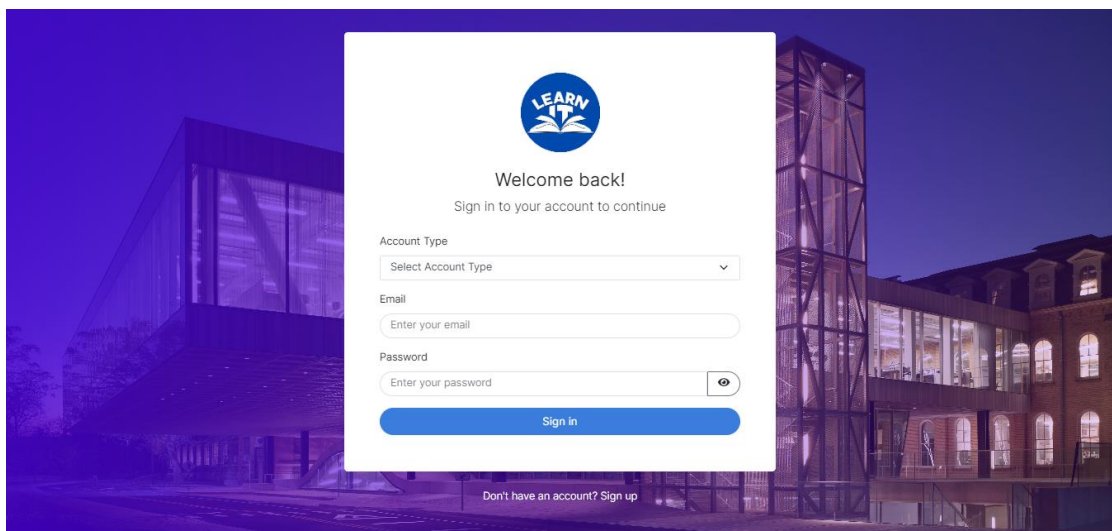 LEARN
IT
Welcome back!
Sign in to your account to continue
Account Type
Select Account Type
Email
Enter your email
Password
Enter your password
Sign in
Don't have an account? Sign up